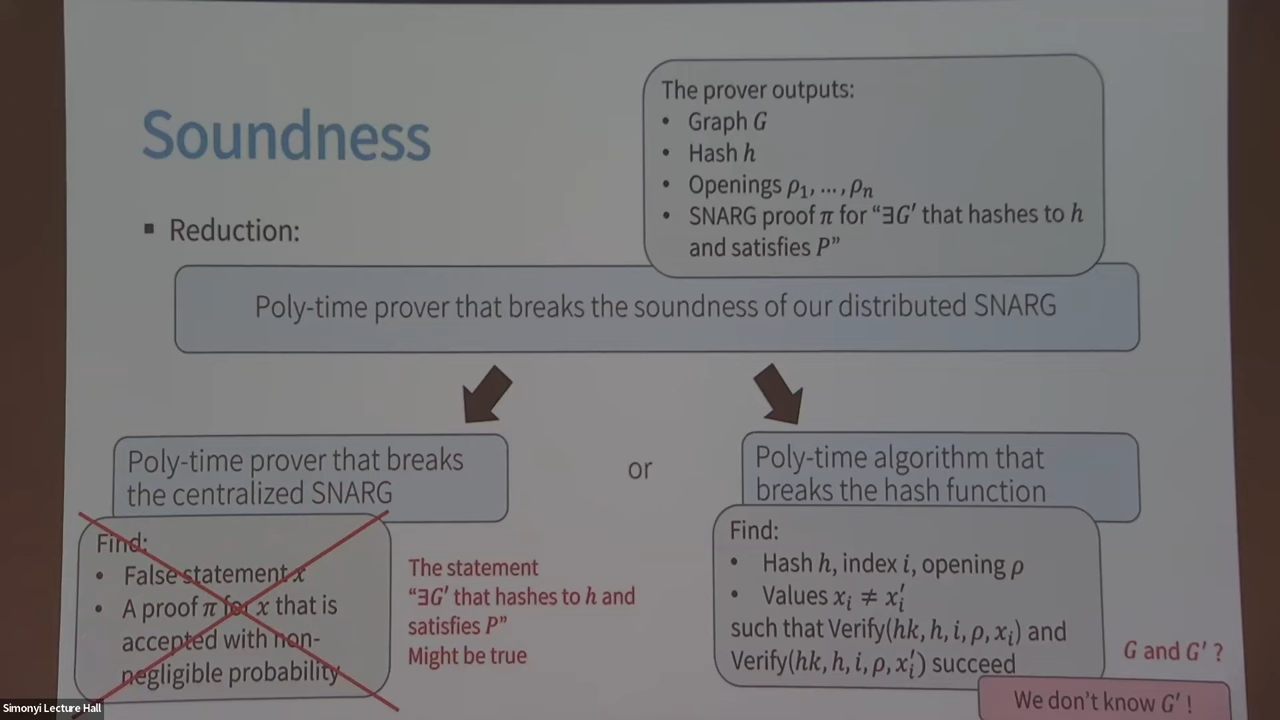 The prover outputs:
• Graph G
• Hash h
• Openings ρ₁, …, ρₙ
• SNARG proof π for “∃G′ that hashes to h
and satisfies P”
Soundness
▪ Reduction:
Poly-time prover that breaks the soundness of our distributed SNARG
Poly-time prover that breaks
the centralized SNARG
or
Poly-time algorithm that
breaks the hash function
Find:
• False statement x
• A proof π for x that is
accepted with non-
negligible probability
The statement
“∃G′ that hashes to h and
satisfies P”
Might be true
Find:
• Hash h, index i, opening ρ
• Values xᵢ ≠ xᵢ′
such that Verify(hk, h, i, ρ, xᵢ) and
Verify(hk, h, i, ρ, xᵢ′) succeed
G and G′ ?
We don’t know G′ !
Simonyi Lecture Hall